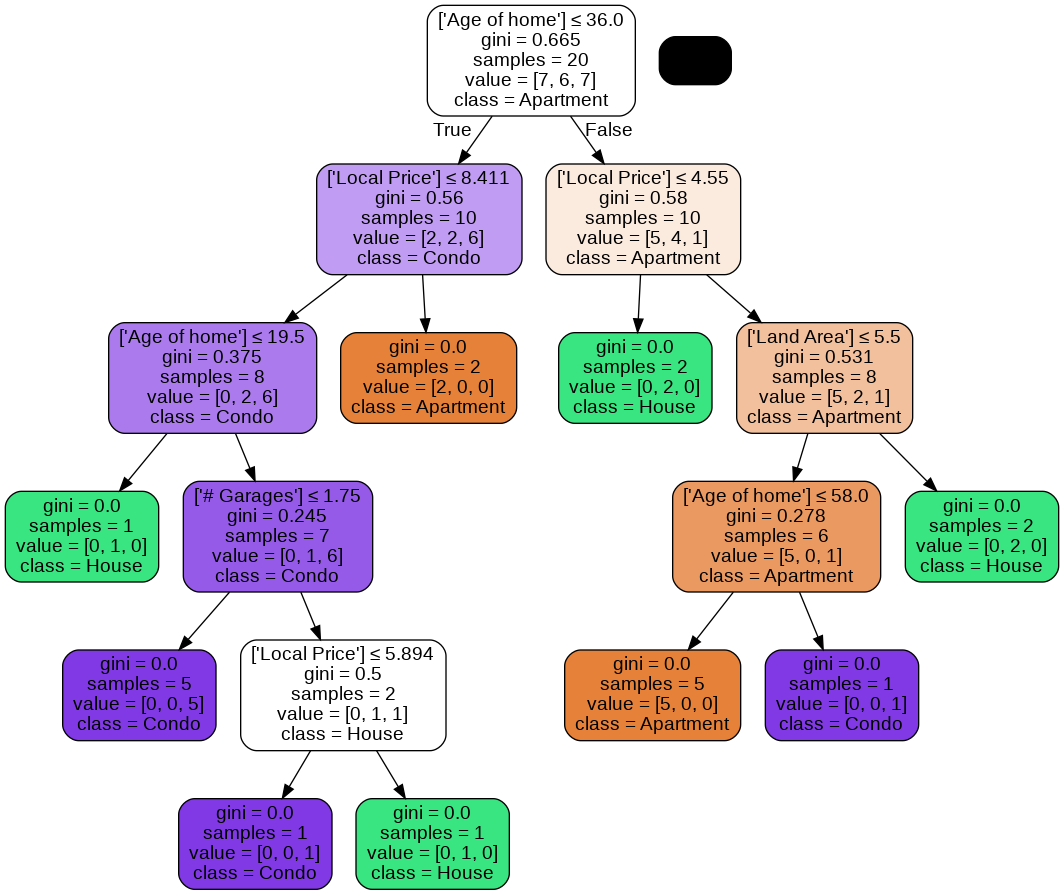 ['Age of home'] ≤ 36.0
gini = 0.665
samples = 20
value = [7, 6, 7]
class = Apartment
True
False
['Local Price'] ≤ 8.411
gini = 0.56
samples = 10
value = [2, 2, 6]
class = Condo
['Local Price'] ≤ 4.55
gini = 0.58
samples = 10
value = [5, 4, 1]
class = Apartment
['Age of home'] ≤ 19.5
gini = 0.375
samples = 8
value = [0, 2, 6]
class = Condo
gini = 0.0
samples = 2
value = [2, 0, 0]
class = Apartment
gini = 0.0
samples = 2
value = [0, 2, 0]
class = House
['Land Area'] ≤ 5.5
gini = 0.531
samples = 8
value = [5, 2, 1]
class = Apartment
gini = 0.0
samples = 1
value = [0, 1, 0]
class = House
['# Garages'] ≤ 1.75
gini = 0.245
samples = 7
value = [0, 1, 6]
class = Condo
['Age of home'] ≤ 58.0
gini = 0.278
samples = 6
value = [5, 0, 1]
class = Apartment
gini = 0.0
samples = 2
value = [0, 2, 0]
class = House
gini = 0.0
samples = 5
value = [0, 0, 5]
class = Condo
['Local Price'] ≤ 5.894
gini = 0.5
samples = 2
value = [0, 1, 1]
class = House
gini = 0.0
samples = 5
value = [5, 0, 0]
class = Apartment
gini = 0.0
samples = 1
value = [0, 0, 1]
class = Condo
gini = 0.0
samples = 1
value = [0, 0, 1]
class = Condo
gini = 0.0
samples = 1
value = [0, 1, 0]
class = House